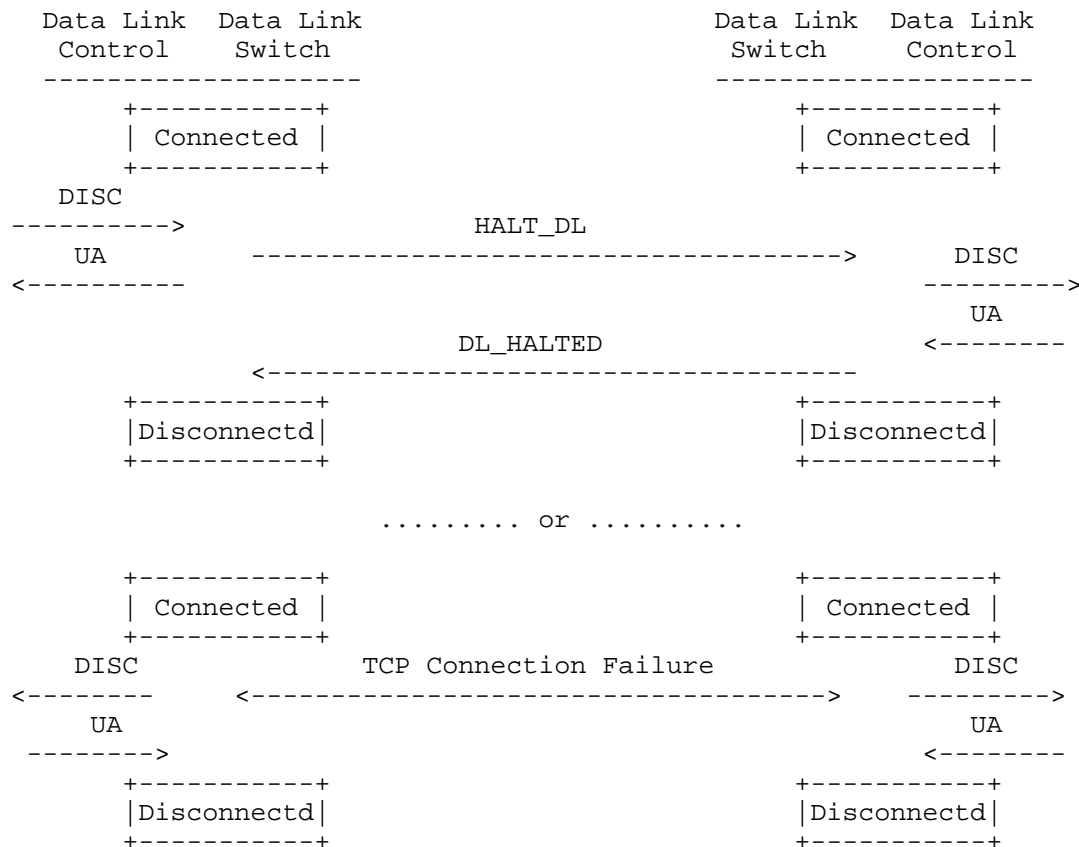 Data Link  Data Link                      Data Link  Data Link
Control    Switch                         Switch     Control
--------------------                      --------------------
+-----------+                             +-----------+
| Connected |                             | Connected |
+-----------+                             +-----------+
DISC
---------->                  HALT_DL
UA         ------------------------------------->      DISC
<----------                                              --------->
UA
DL_HALTED                    <--------
<-------------------------------------
+-----------+                             +-----------+
|Disconnectd|                             |Disconnectd|
+-----------+                             +-----------+
......... or ..........
+-----------+                             +-----------+
| Connected |                             | Connected |
+-----------+                             +-----------+
DISC               TCP Connection Failure               DISC
<--------     <------------------------------------>    --------->
UA                                                      UA
-------->                                               <--------
+-----------+                             +-----------+
|Disconnectd|                             |Disconnectd|
+-----------+                             +-----------+